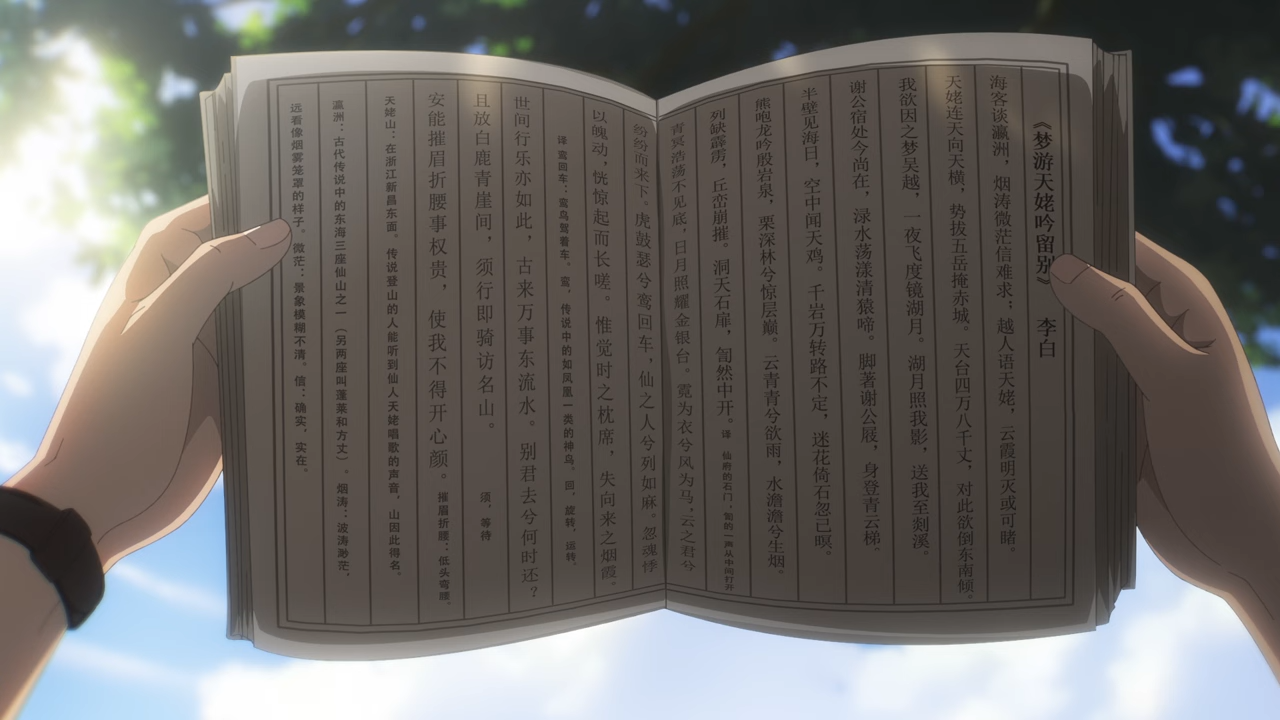 《梦游天姥吟留别》 李白
海客谈瀛洲，烟涛微茫信难求；越人语天姥，云霞明灭或可睹。
天姥连天向天横，势拔五岳掩赤城。天台四万八千丈，对此欲倒东南倾。
我欲因之梦吴越，一夜飞度镜湖月。湖月照我影，送我至剡溪。
谢公宿处今尚在，渌水荡漾清猿啼。脚著谢公屐，身登青云梯。
半壁见海日，空中闻天鸡。千岩万转路不定，迷花倚石忽已暝。
熊咆龙吟殷岩泉，栗深林兮惊层巅。云青青兮欲雨，水澹澹兮生烟。
列缺霹雳，丘峦崩摧。洞天石扉，訇然中开。译 仙府的石门，訇的一声从中间打开
青冥浩荡不见底，日月照耀金银台。霓为衣兮风为马，云之君兮
纷纷而来下。虎鼓瑟兮鸾回车，仙之人兮列如麻。忽魂悸
以魄动，恍惊起而长嗟。惟觉时之枕席，失向来之烟霞。
译 鸾回车：鸾鸟驾着车。鸾，传说中的如凤凰一类的神鸟。回，旋转，运转。
世间行乐亦如此，古来万事东流水。别君去兮何时还？
且放白鹿青崖间，须行即骑访名山。 须，等待
安能摧眉折腰事权贵，使我不得开心颜。摧眉折腰：低头弯腰。
天姥山：在浙江新昌东面。传说登山的人能听到仙人天姥唱歌的声音，山因此得名。
瀛洲：古代传说中的东海三座仙山之一（另两座叫蓬莱和方丈）。烟涛：波涛渺茫，
远看像烟雾笼罩的样子。微茫：景象模糊不清。信：确实，实在。